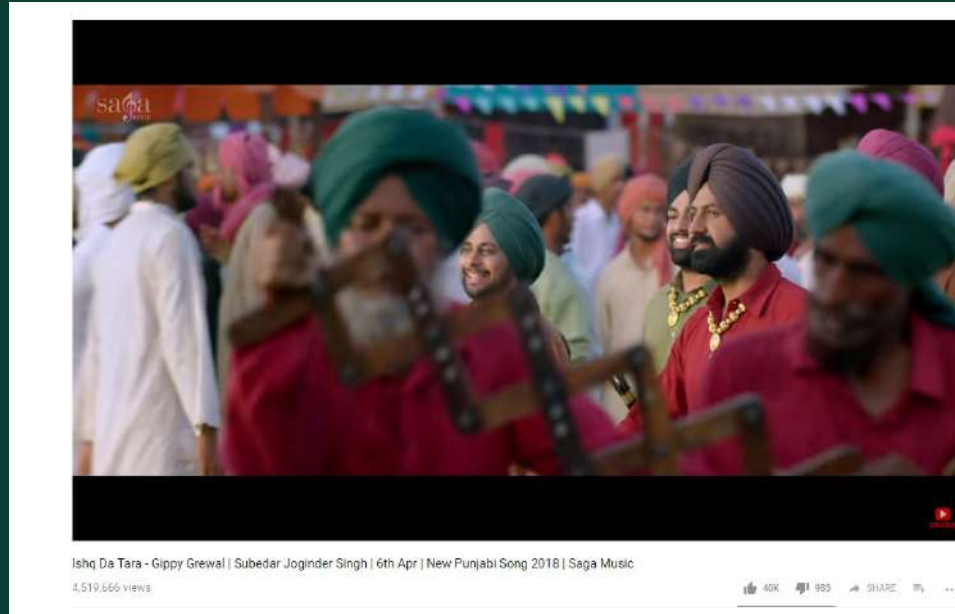 saga
MUSIC
Ishq Da Tara - Gippy Grewal | Subedar Joginder Singh | 6th Apr | New Punjabi Song 2018 | Saga Music
4,519,666 views
40K 983 SHARE